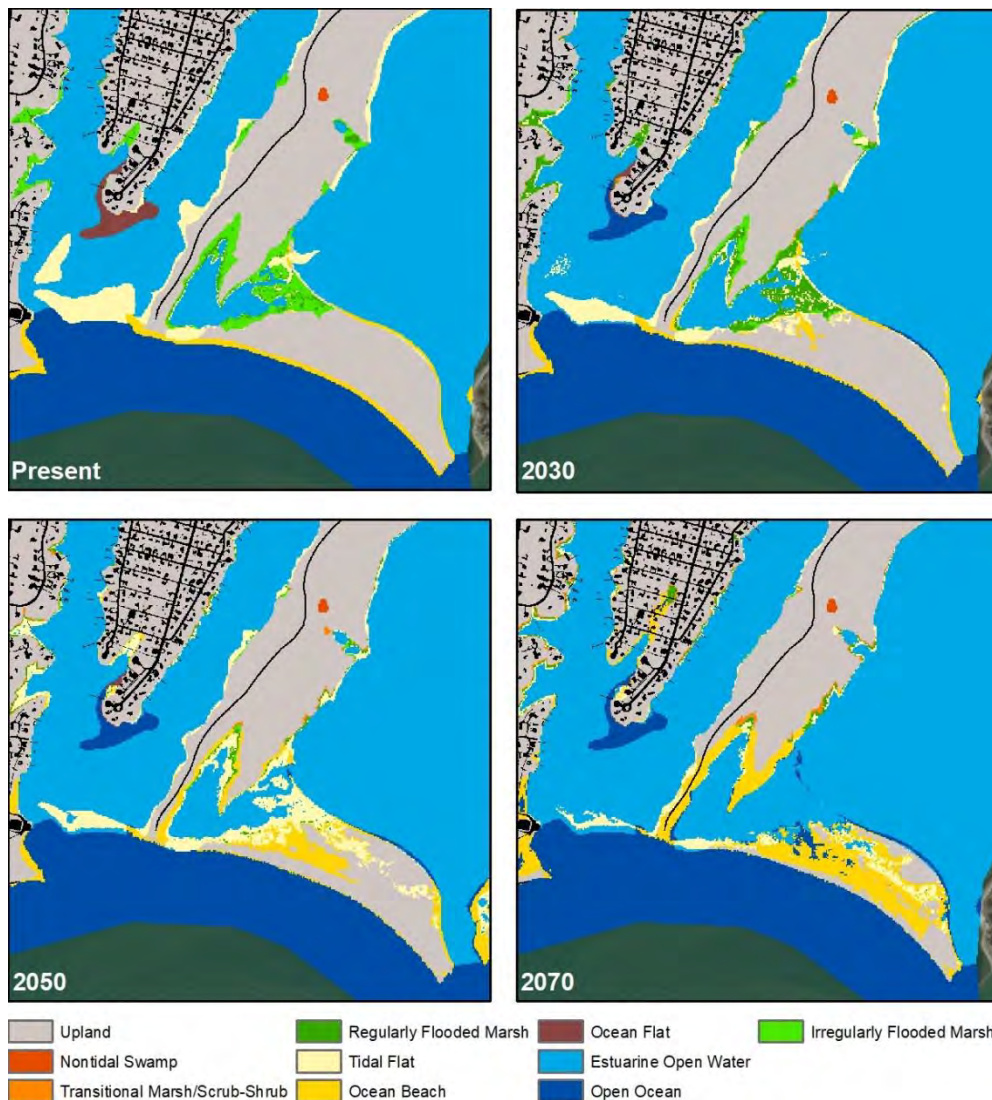 Present
2030
2050
2070
Upland
Regularly Flooded Marsh
Ocean Flat
Irregularly Flooded Marsh
Nontidal Swamp
Tidal Flat
Estuarine Open Water
Transitional Marsh/Scrub-Shrub
Ocean Beach
Open Ocean